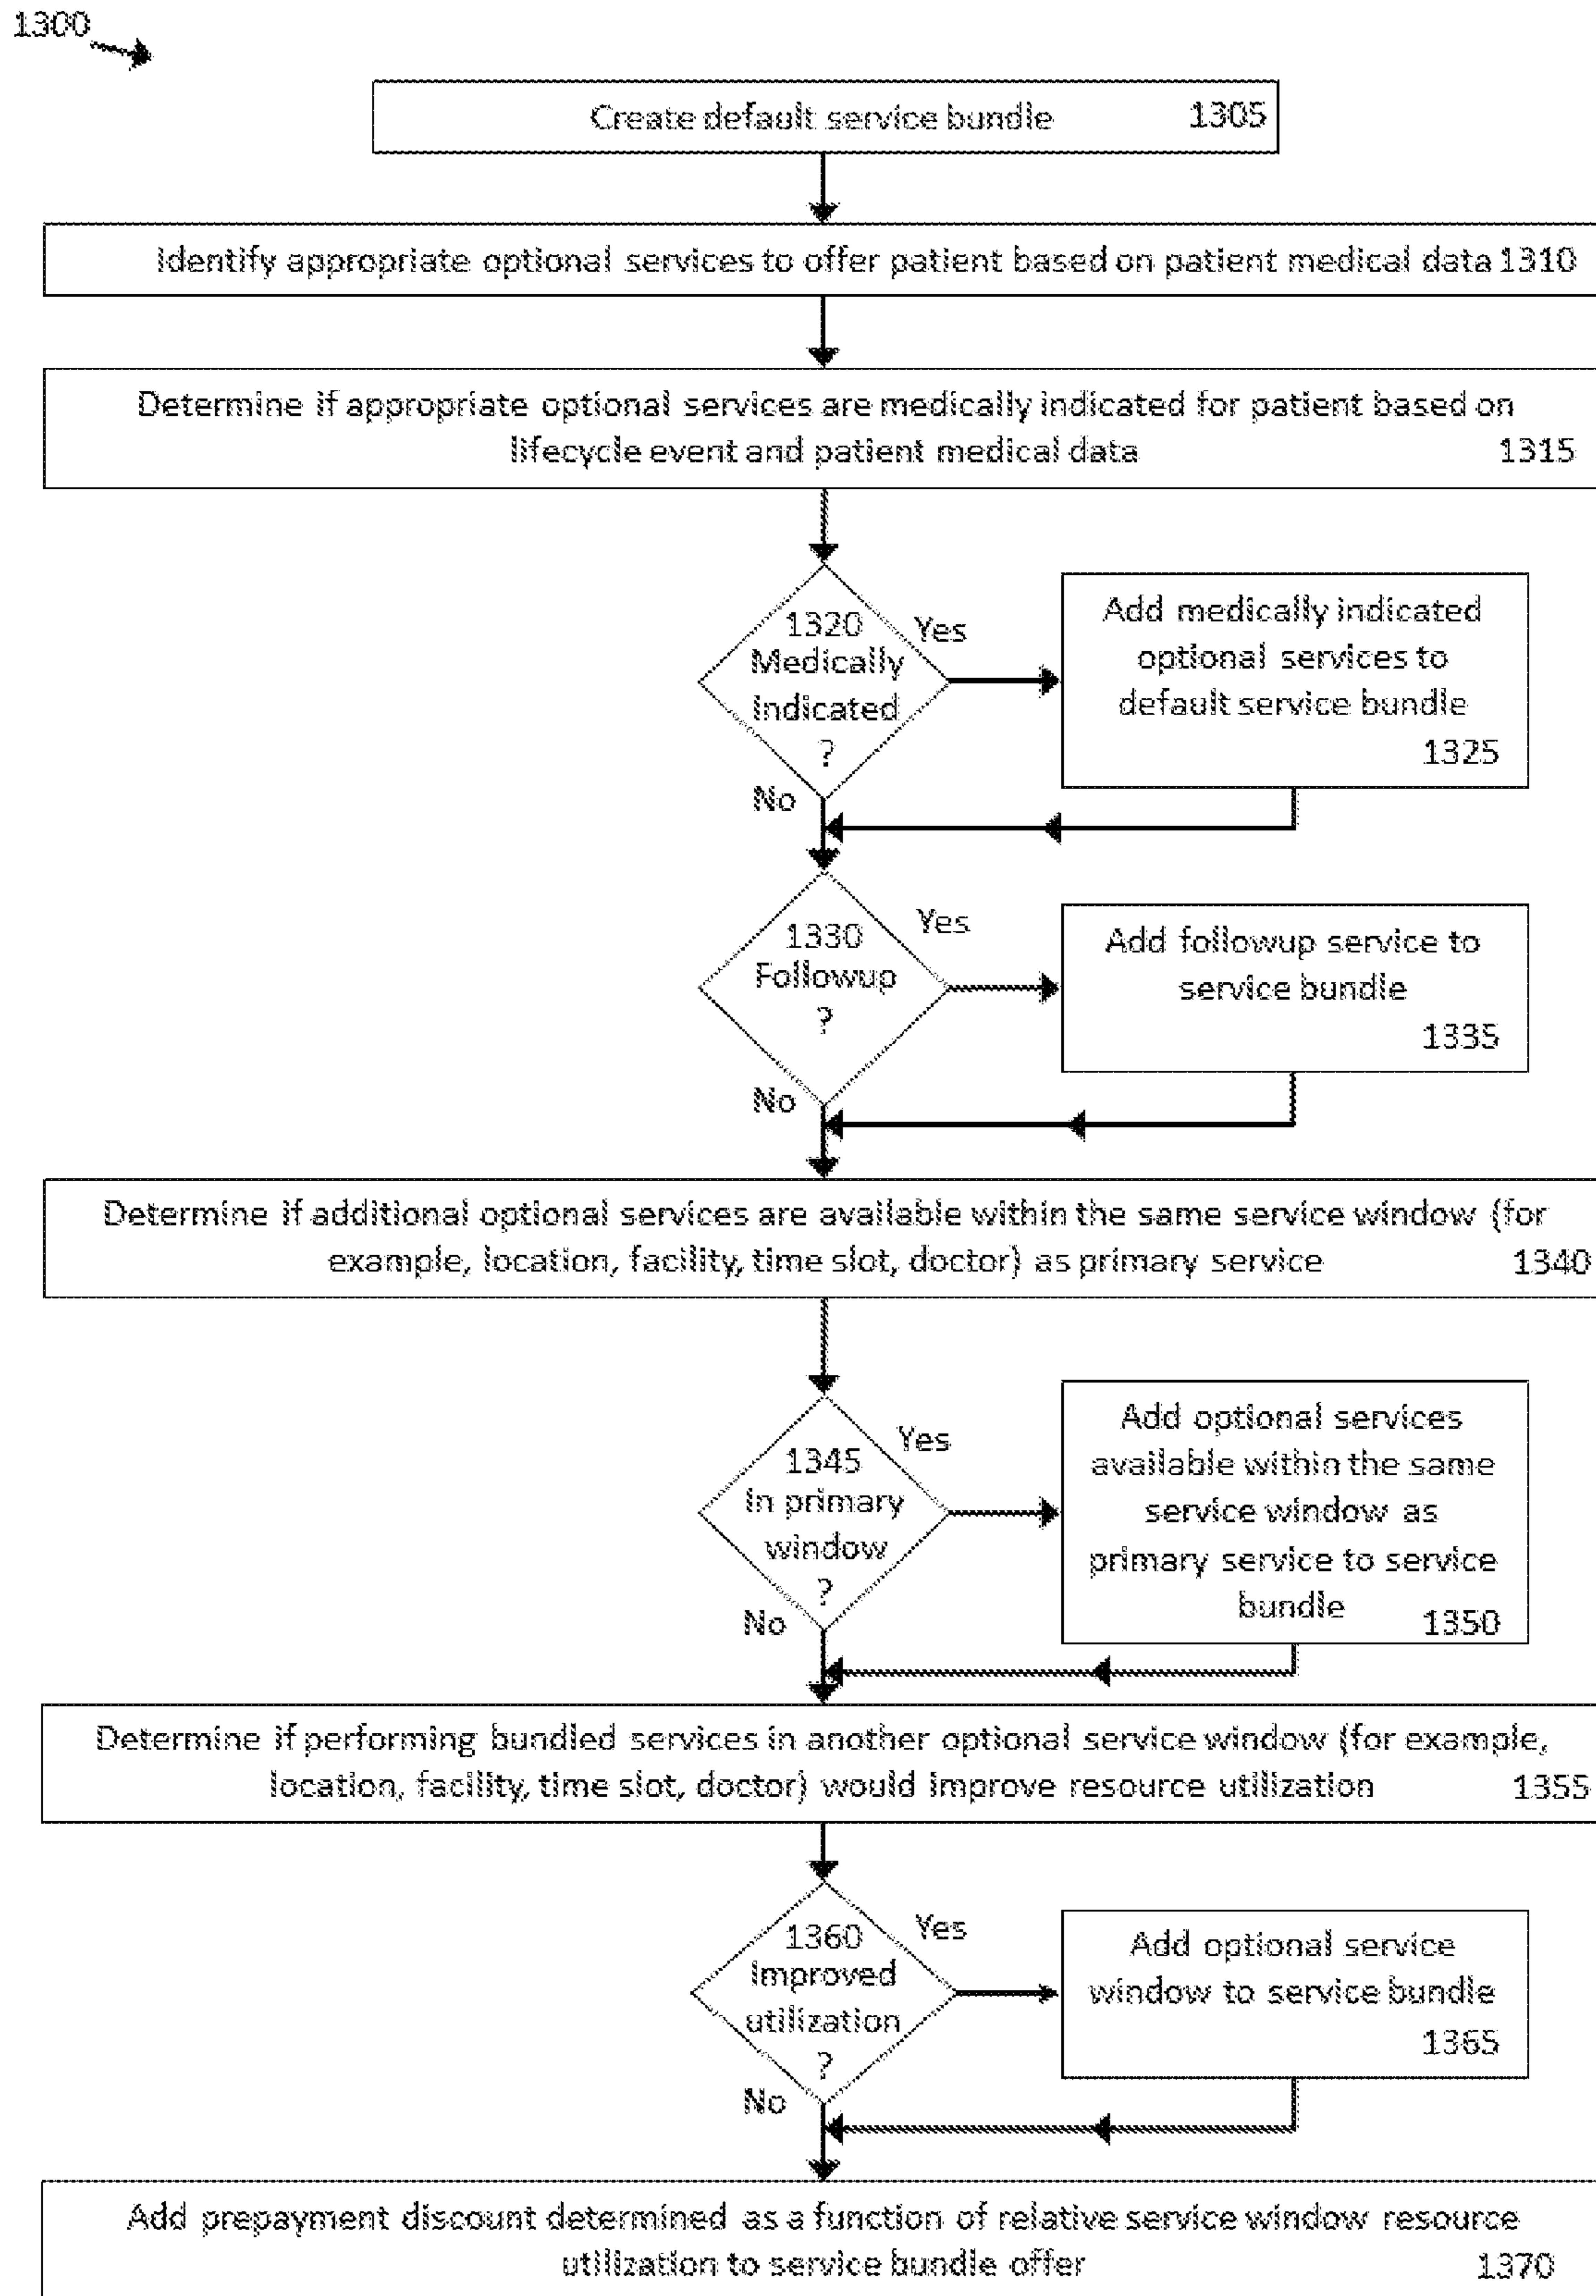 1300
Create default service bundle 1305
Identify appropriate optional services to offer patient based on patient medical data 1310
Determine if appropriate optional services are medically indicated for patient based on
lifecycle event and patient medical data 1315
1320
Medically
indicated
?
Yes
No
Add medically indicated
optional services to
default service bundle
1325
1330
Followup
?
Yes
No
Add followup service to
service bundle
1335
Determine if additional optional services are available within the same service window (for
example, location, facility, time slot, doctor) as primary service 1340
1345
In primary
window
?
Yes
No
Add optional services
available within the same
service window as
primary service to service
bundle 1350
Determine if performing bundled services in another optional service window (for example,
location, facility, time slot, doctor) would improve resource utilization 1355
1360
Improved
utilization
?
Yes
No
Add optional service
window to service bundle
1365
Add prepayment discount determined as a function of relative service window resource
utilization to service bundle offer 1370